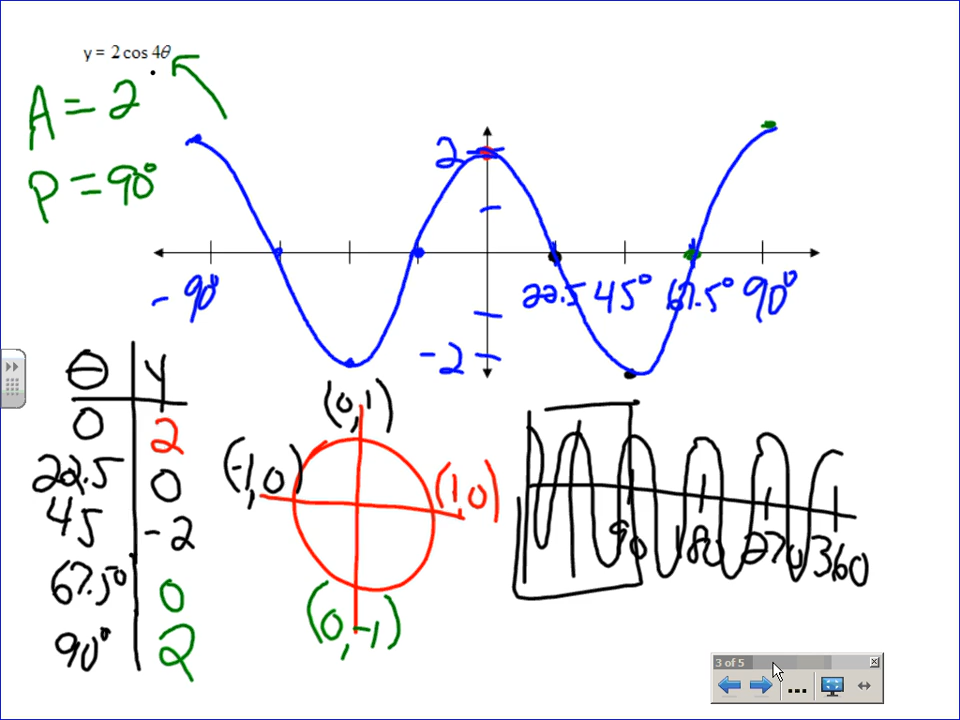 y = 2 cos 4θ
A = 2
P = 90°
2
-90° 22.5 45° 67.5° 90°
-2
θ y
0 2
22.5 0
45 -2
67.5° 0
90° 2
(0,1)
(-1,0) (1,0)
(0,-1)
90 180 270 360
3 of 5
...